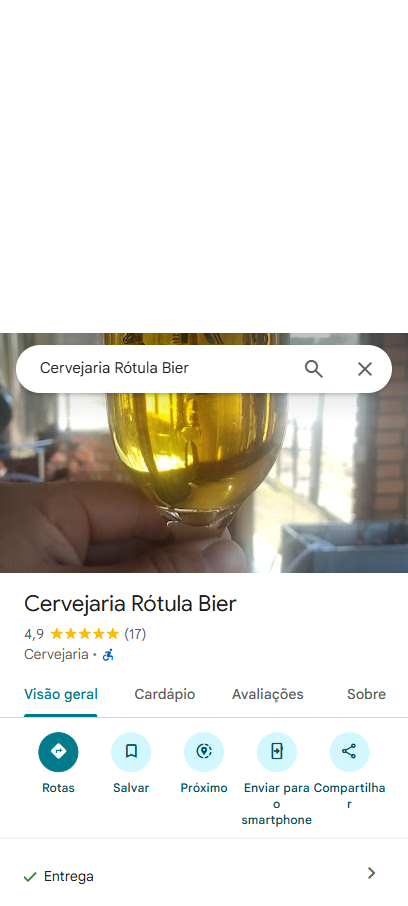 Cervejaria Rótula Bier
Cervejaria Rótula Bier
4,9 (17)
Cervejaria •
Visão geral Cardápio Avaliações Sobre
Rotas Salvar Próximo Enviar para o smartphone Compartilhar
Entrega